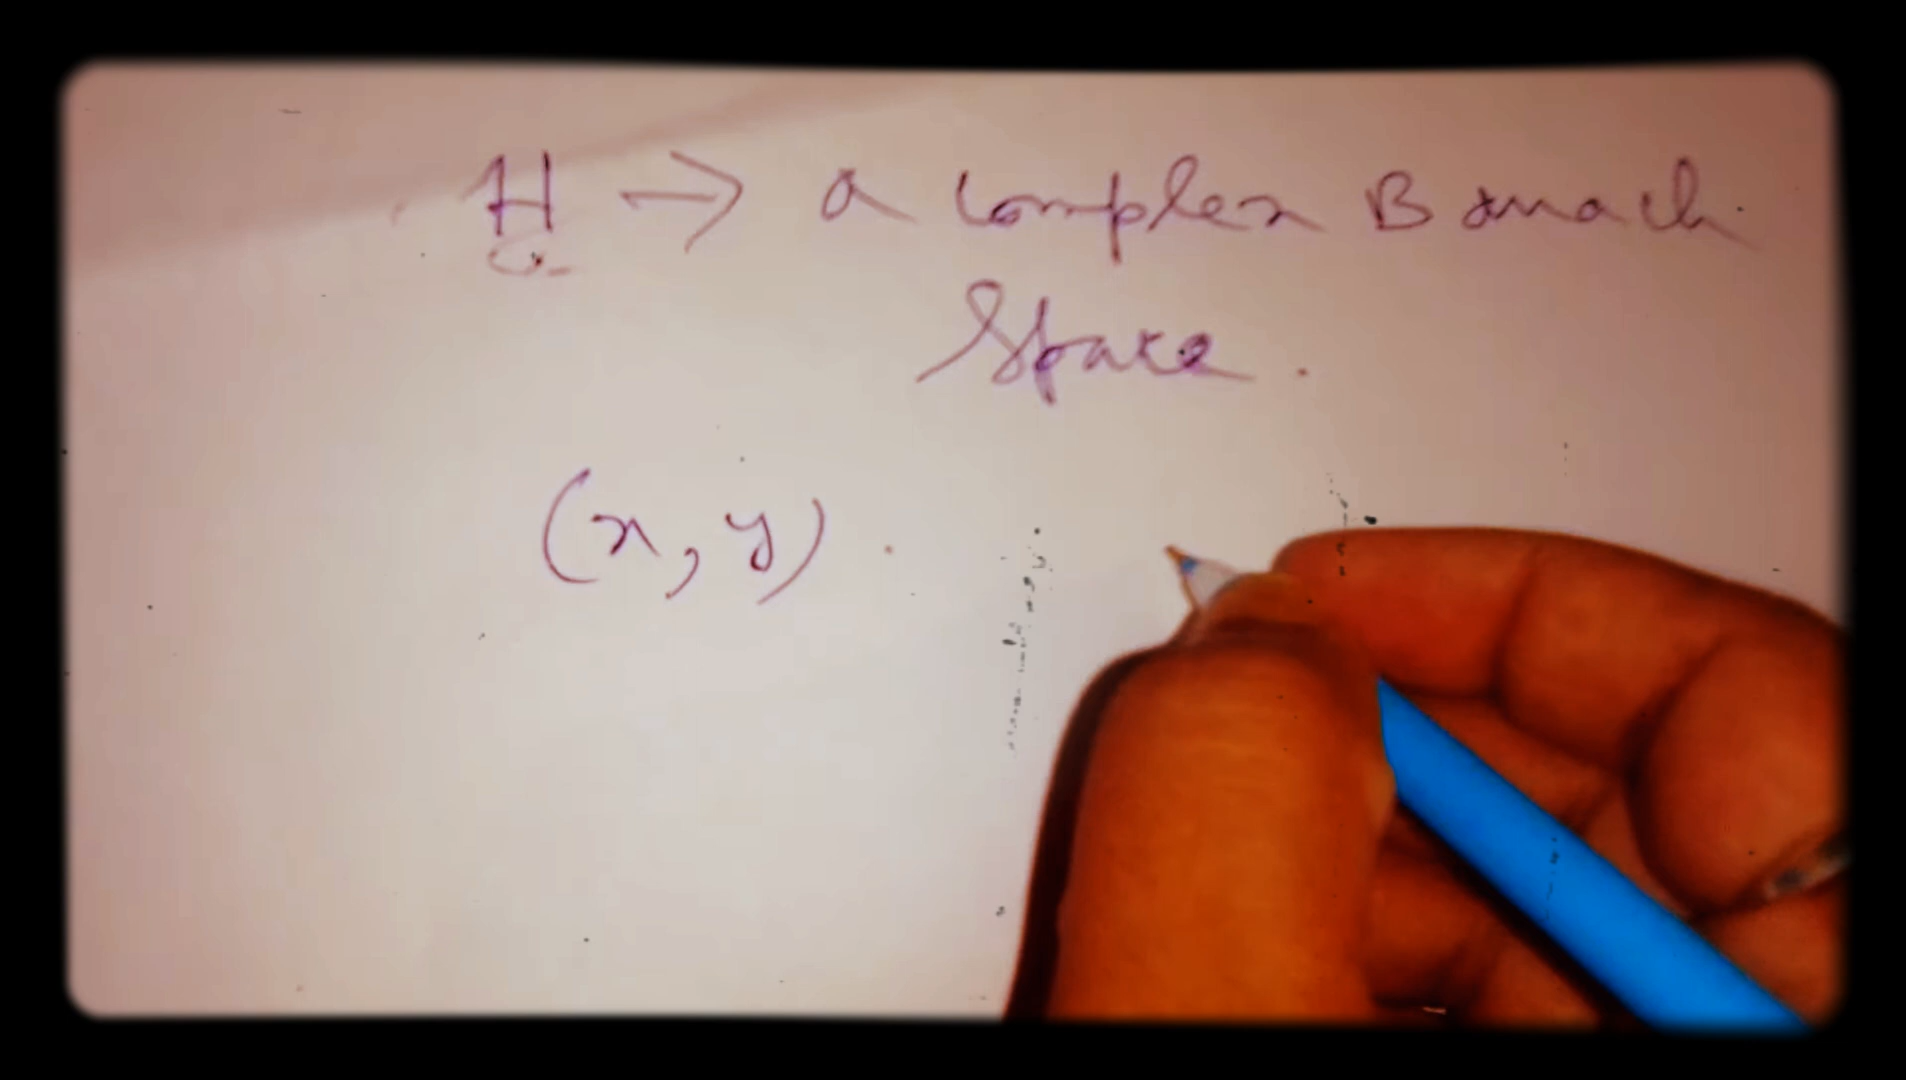 H → a complex Banach
Space.
(x, y).